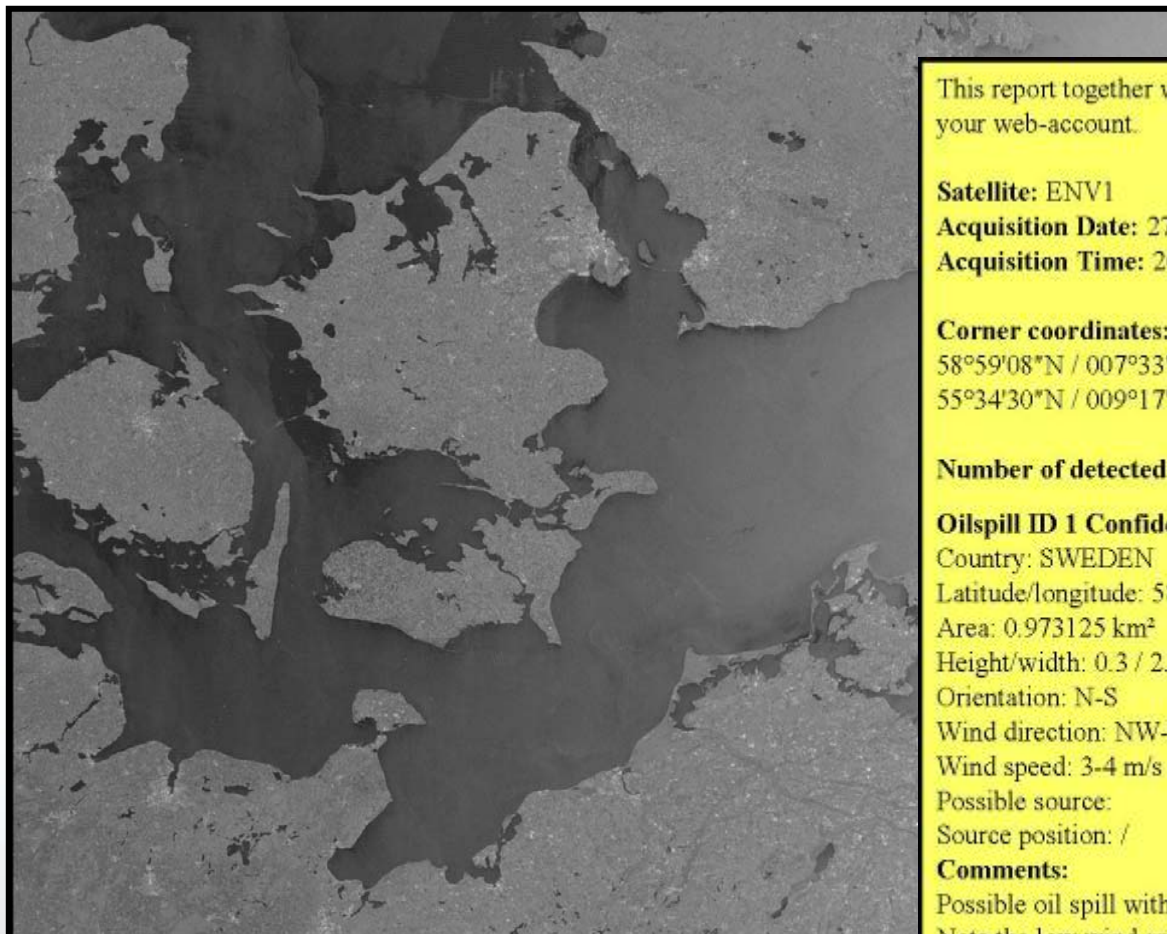 This report together
your web-account.
Satellite: ENV1
Acquisition Date: 27
Acquisition Time: 2
Corner coordinates:
58°59'08"N / 007°33'
55°34'30"N / 009°17'
Number of detected
Oilspill ID 1
Country: SWEDEN
Latitude/longitude: 5
Area: 0.973125 km²
Height/width: 0.3 / 2.
Orientation: N-S
Wind direction: NW-
Wind speed: 3-4 m/s
Possible source:
Source position: /
Comments:
Possible oil spill with